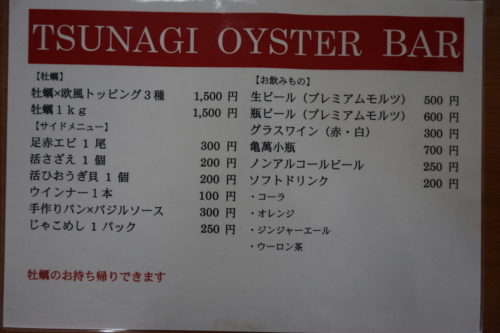 TSUNAGI OYSTER BAR
【牡蠣】
牡蠣×欧風トッピング3種 1,500 円
牡蠣1kg 1,500 円
【サイドメニュー】
足赤エビ 1 尾 300 円
活さざえ 1 個 200 円
活ひおうぎ貝 1 個 200 円
ウインナー1本 100 円
手作りパン×バジルソース 300 円
じゃこめし 1 パック 250 円
牡蠣のお持ち帰りできます
【お飲みもの】
生ビール(プレミアムモルツ) 500 円
瓶ビール(プレミアムモルツ) 600 円
グラスワイン(赤・白) 300 円
亀萬小瓶 700 円
ノンアルコールビール 250 円
ソフトドリンク 200 円
・コーラ
・オレンジ
・ジンジャーエール
・ウーロン茶